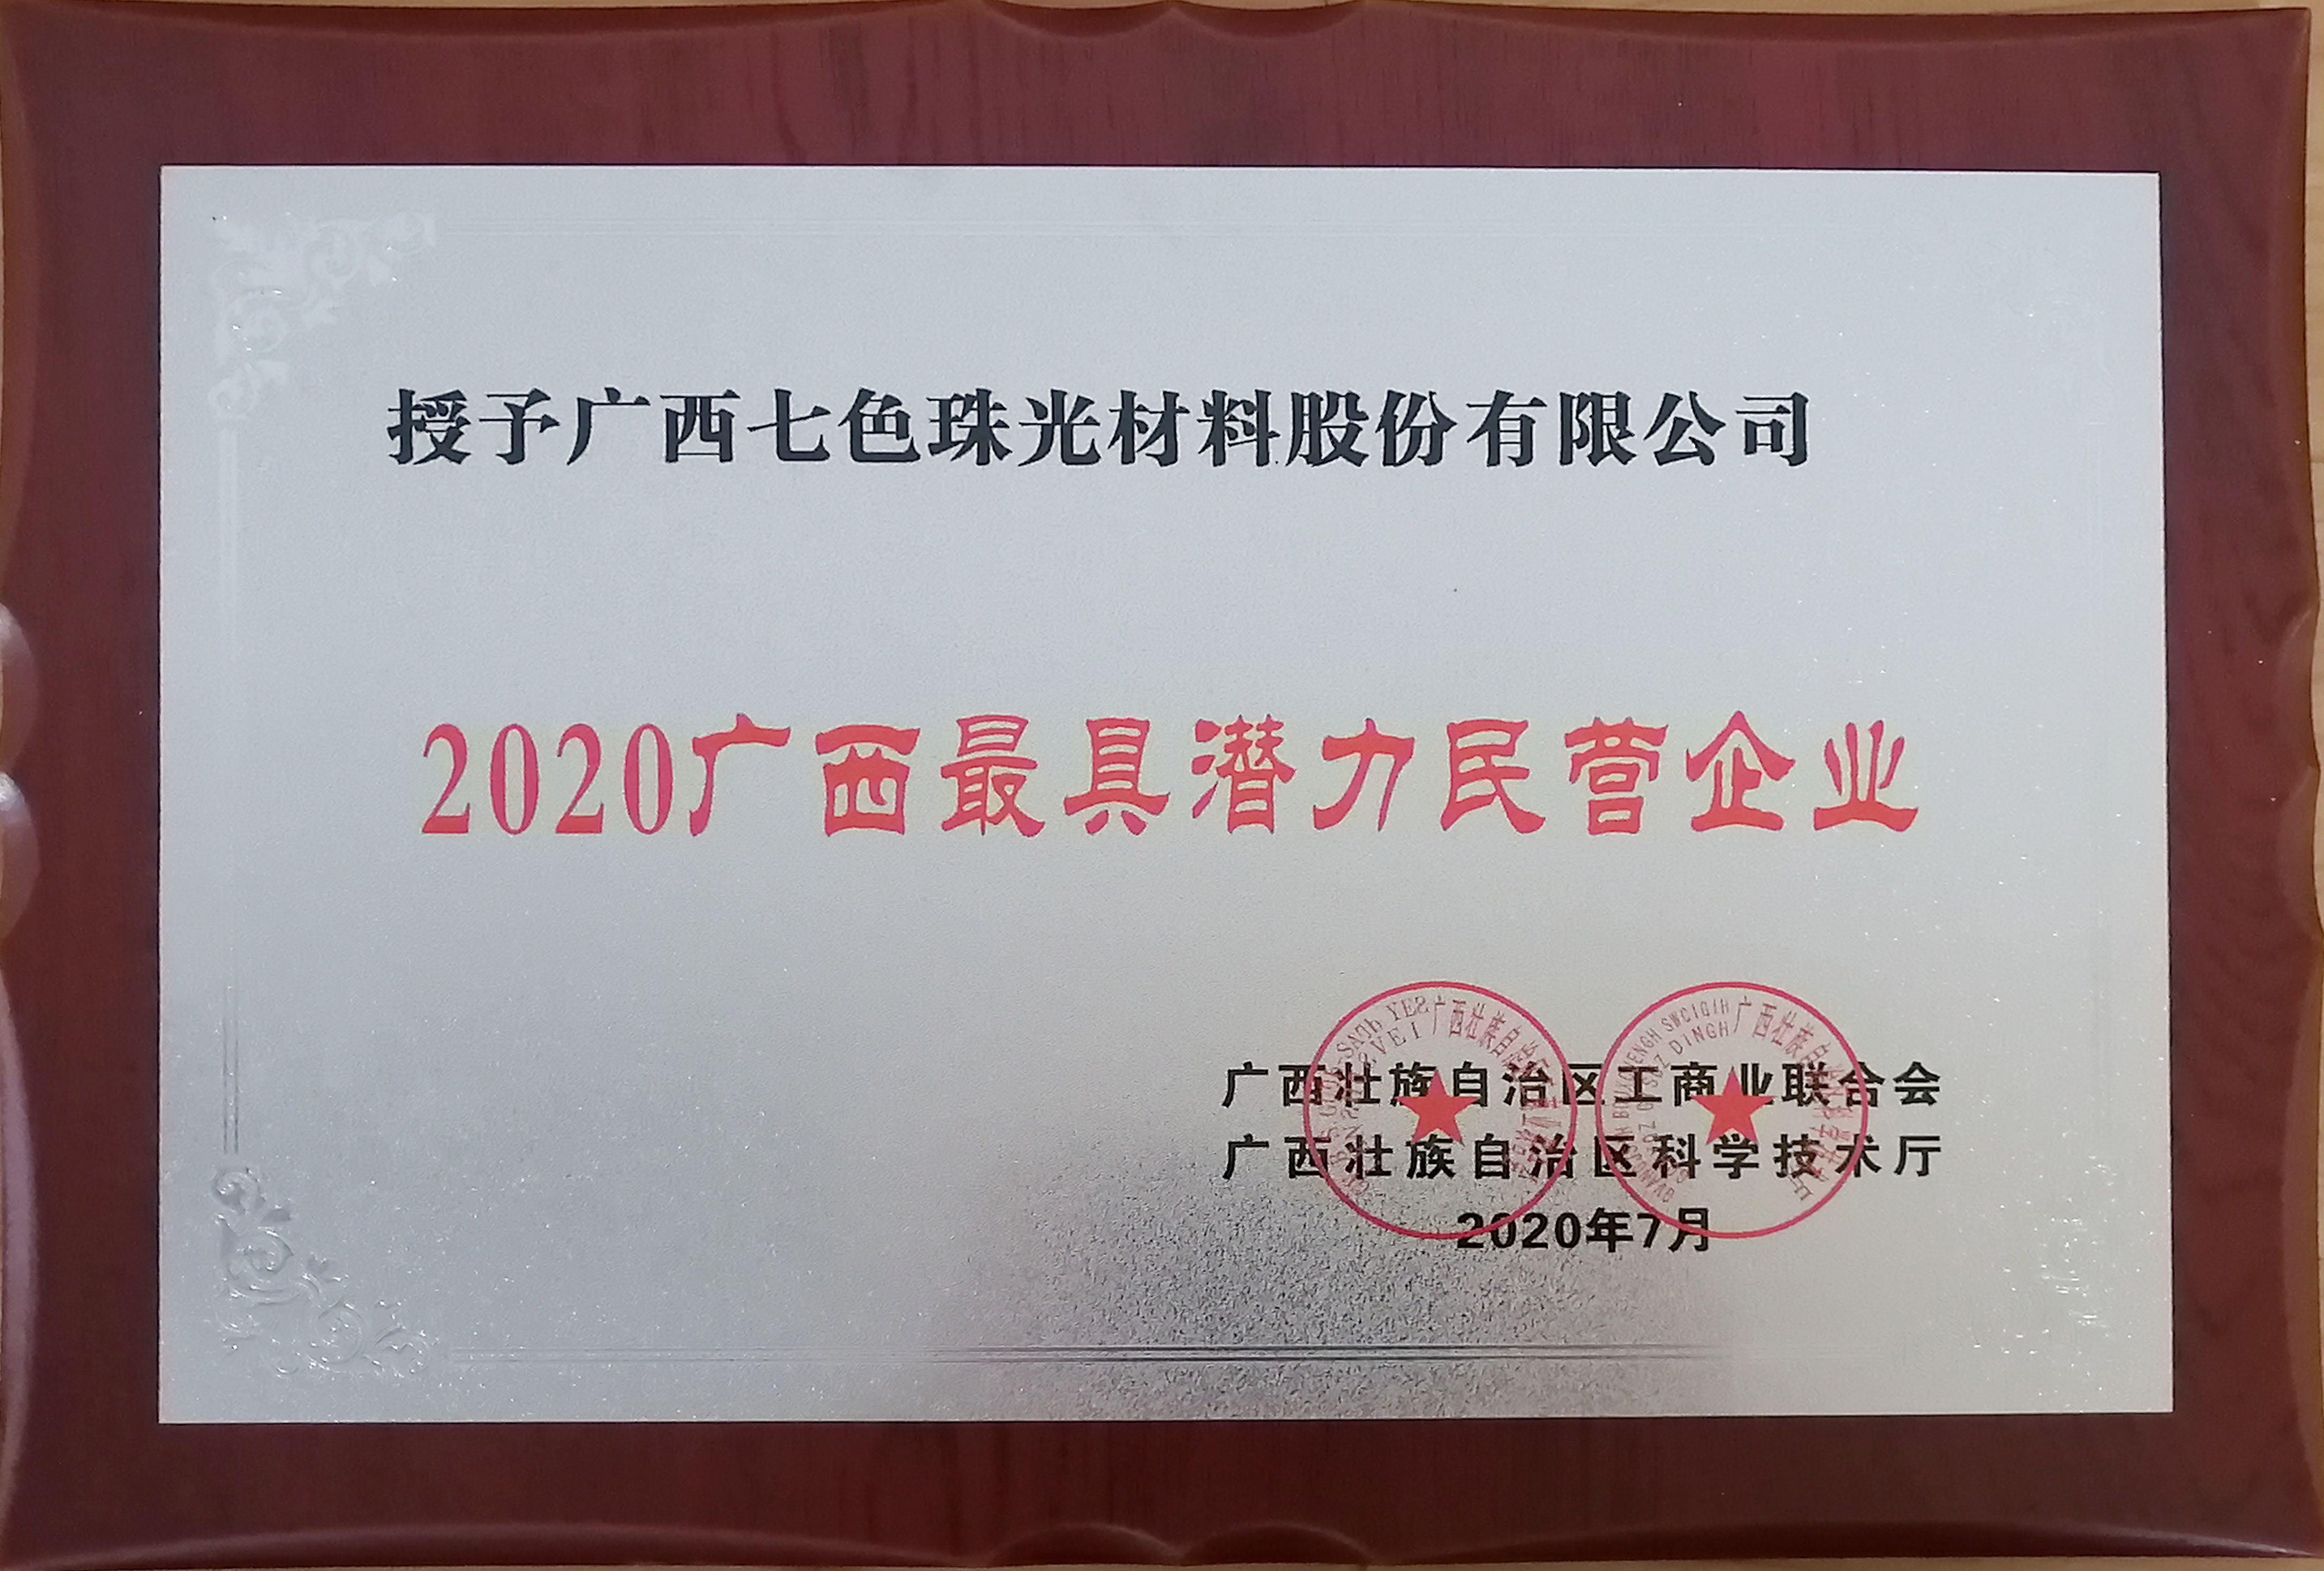 授予广西七色珠光材料股份有限公司
2020广西最具潜力民营企业
广西壮族自治区工商业联合会
广西壮族自治区科学技术厅
2020年7月